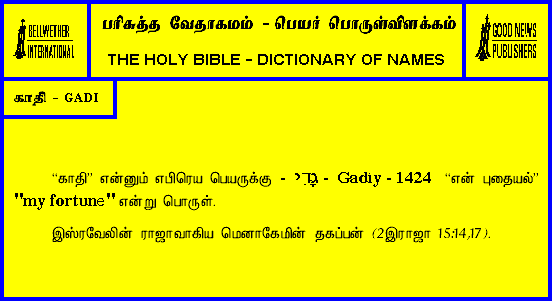 BELLWETHER
INTERNATIONAL
பரிசுத்த வேதாகமம் - பெயர் பொருள்விளக்கம்
THE HOLY BIBLE - DICTIONARY OF NAMES
GOOD NEWS
PUBLISHERS
காதி - GADI
“காதி” என்னும் எபிரெய பெயருக்கு - גָּדִי - Gadiy - 1424 “என் புதையல்”
"my fortune" என்று பொருள்.
இஸ்ரவேலின் ராஜாவாகிய மெனாகேமின் தகப்பன் (2இராஜா 15:14,17).